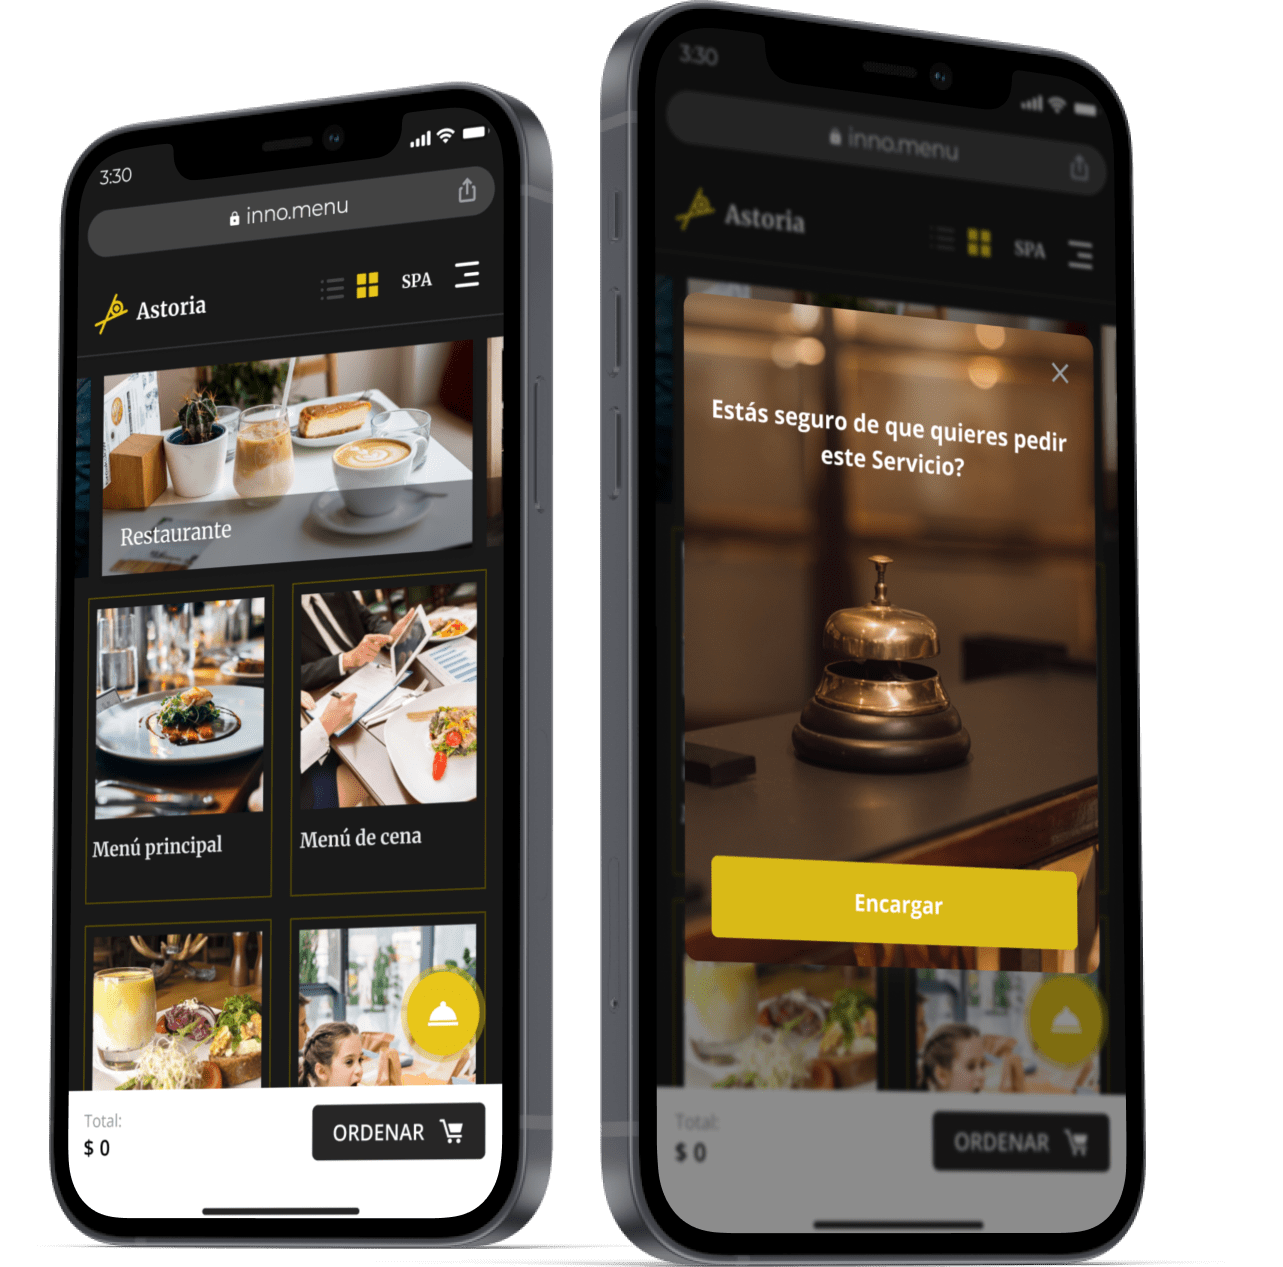 3:30
inno.menu
Astoria
SPA
Restaurante
Menú principal
Menú de cena
Total:
$ 0
ORDENAR
3:30
inno.menu
Astoria
SPA
Estás seguro de que quieres pedir
este Servicio?
Encargar
Total:
$ 0
ORDENAR